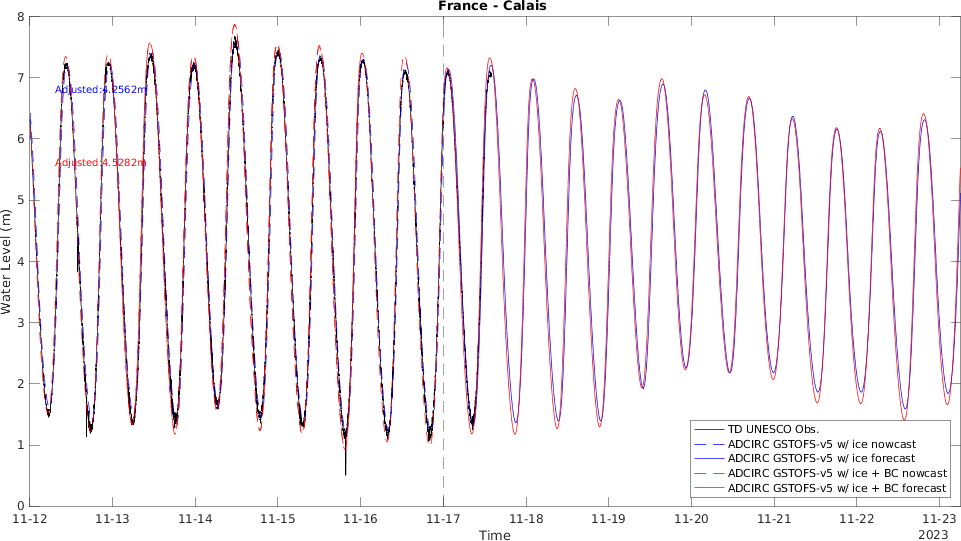 France - Calais
8
7
6
5
4
3
2
1
0
Water Level (m)
Adjusted:4.2562m
Adjusted:4.5282m
TD UNESCO Obs.
ADCIRC GSTOFS-v5 w/ ice nowcast
ADCIRC GSTOFS-v5 w/ ice forecast
ADCIRC GSTOFS-v5 w/ ice + BC nowcast
ADCIRC GSTOFS-v5 w/ ice + BC forecast
11-12 11-13 11-14 11-15 11-16 11-17 11-18 11-19 11-20 11-21 11-22 11-23
Time
2023